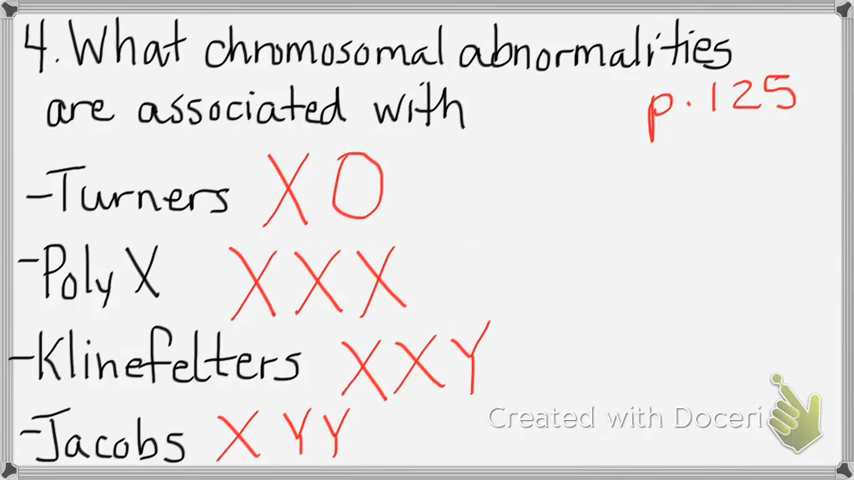 4. What chromosomal abnormalities
are associated with
p. 125
-Turners XO
-Poly X XXX
-Klinefelters XXY
-Jacobs XYY
Created with Doceri